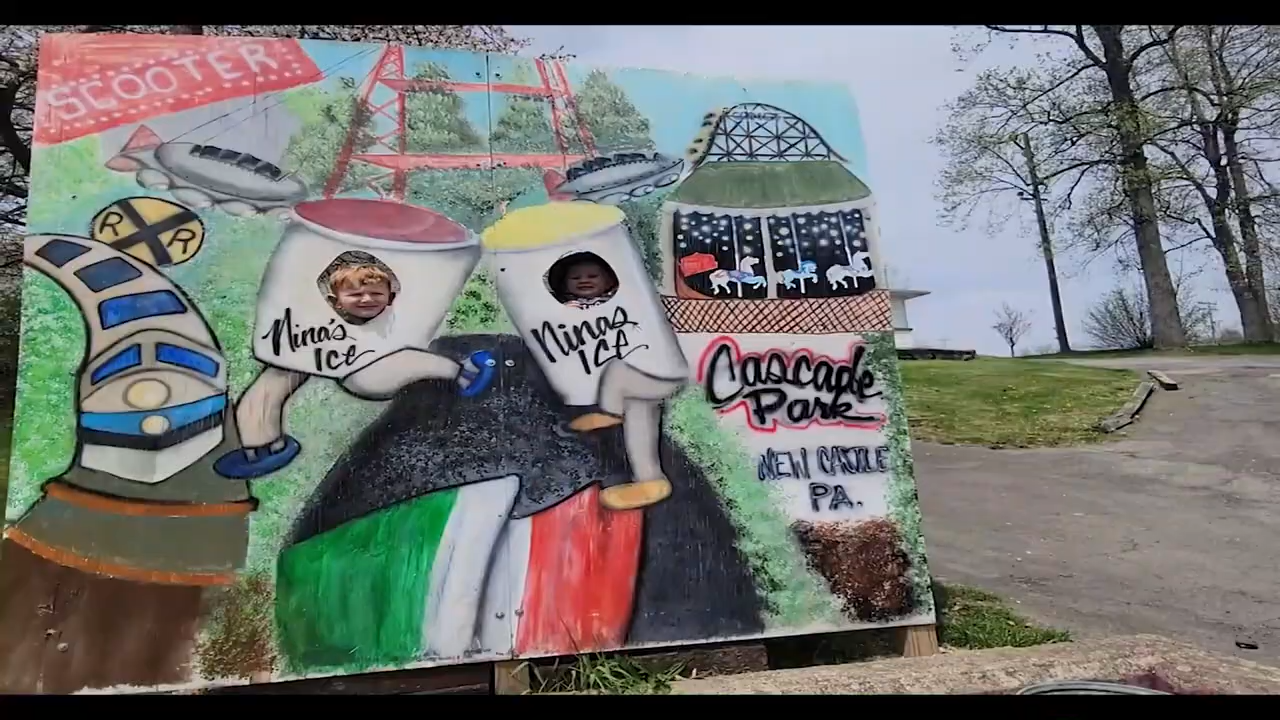 SCOOTER
R R
Nina's
ICE
Ninas
ICE
Cascade
Park
NEW CASTLE
PA.